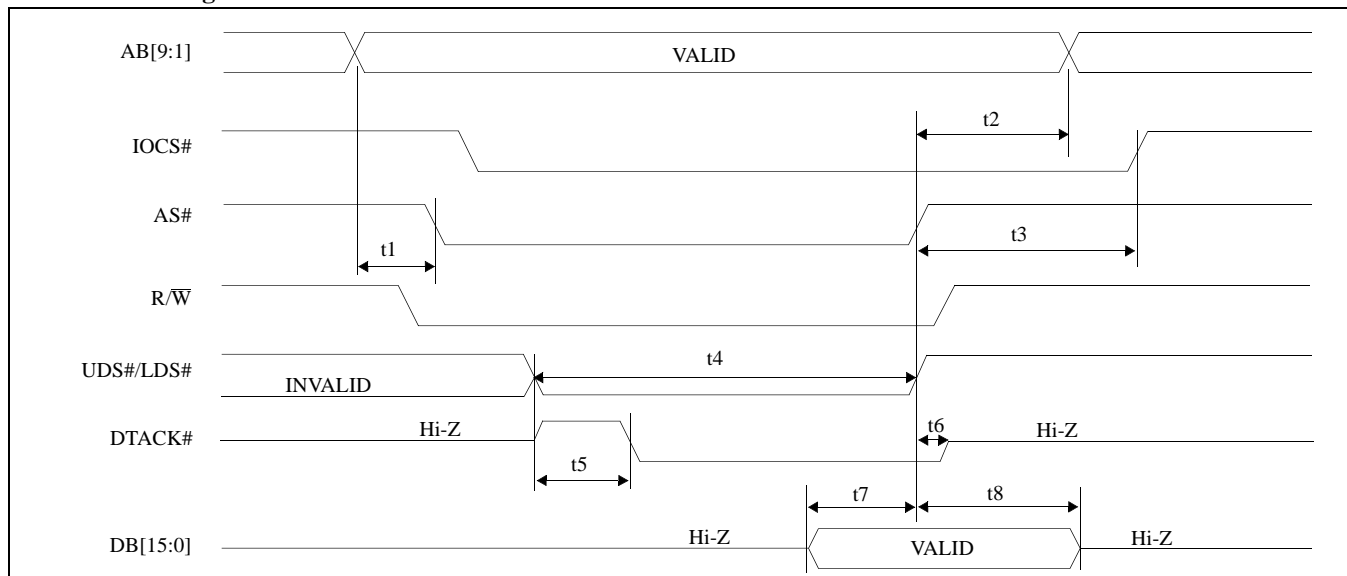 AB[9:1]
VALID
t2
IOCS#
AS#
t3
t1
R/W̅
t4
UDS#/LDS#
INVALID
DTACK#
Hi-Z
t6
Hi-Z
t5
t7
t8
DB[15:0]
Hi-Z
VALID
Hi-Z